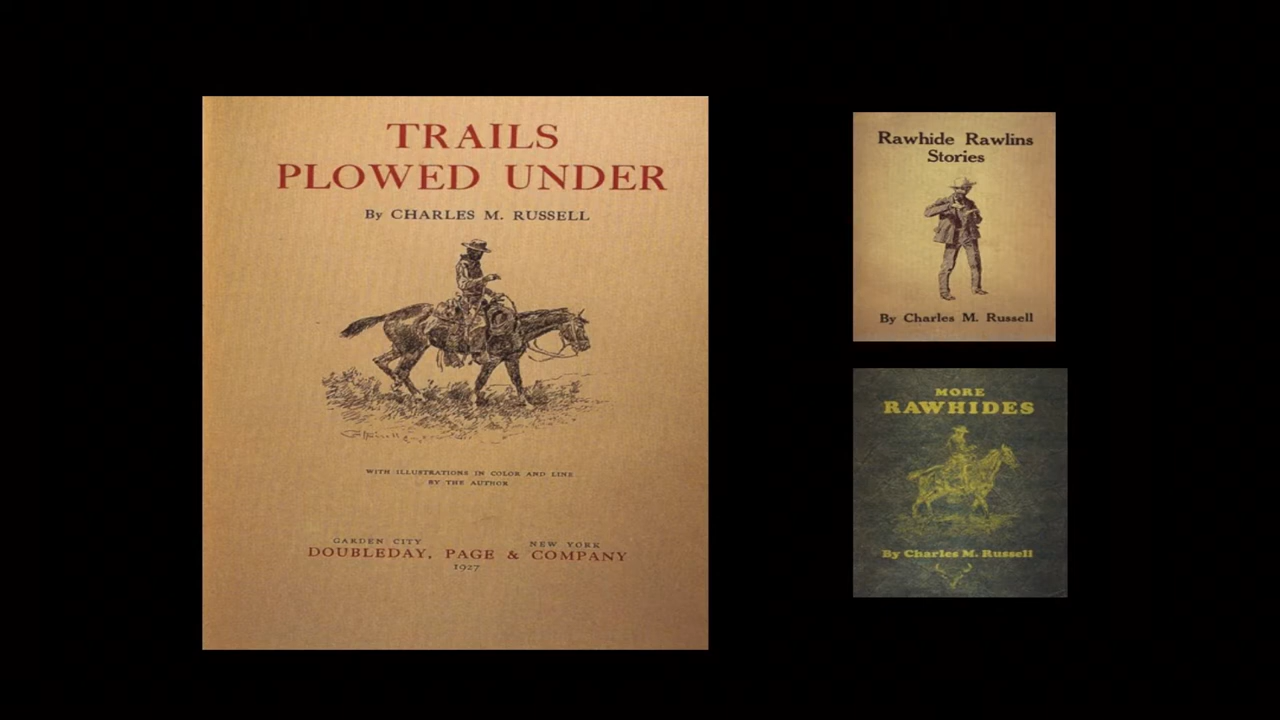 TRAILS
PLOWED UNDER
By CHARLES M. RUSSELL
WITH ILLUSTRATIONS IN COLOR AND LINE
BY THE AUTHOR
GARDEN CITY NEW YORK
DOUBLEDAY, PAGE & COMPANY
1927
Rawhide Rawlins
Stories
By Charles M. Russell
MORE
RAWHIDES
By Charles M. Russell